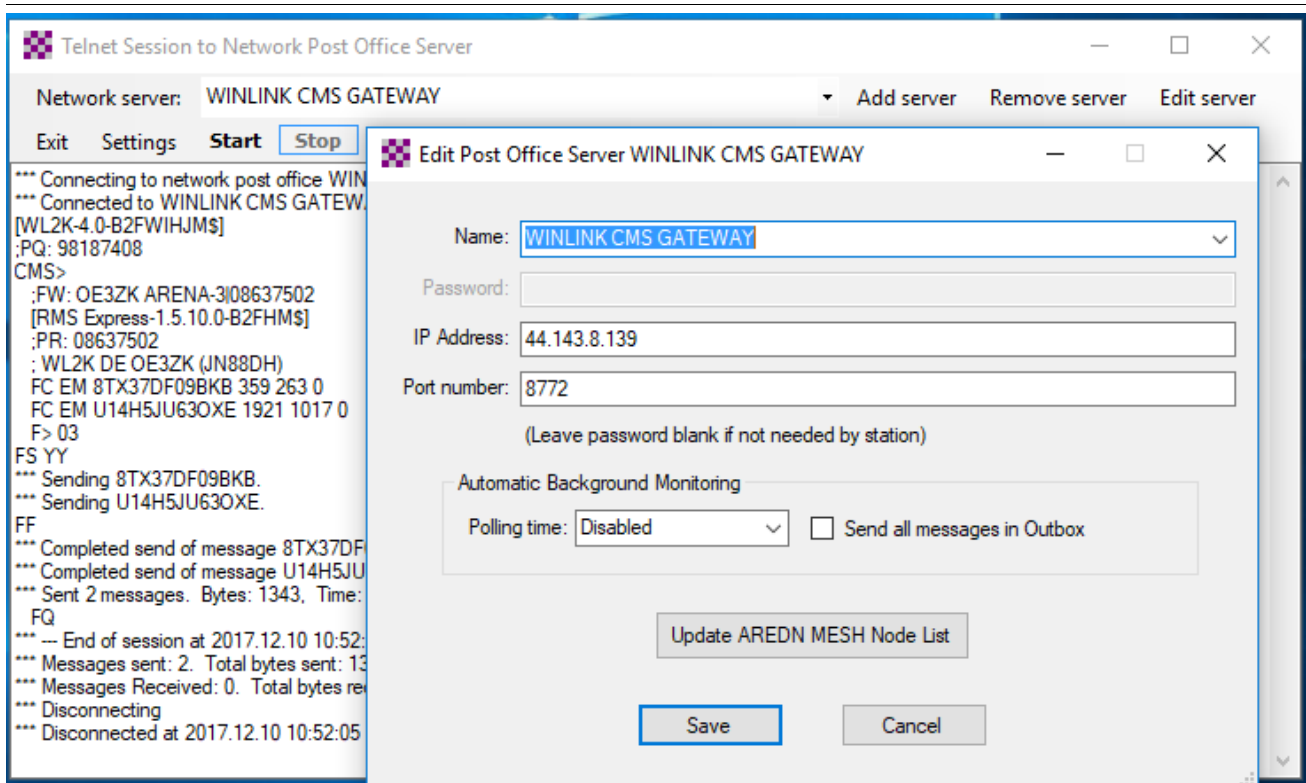 Telnet Session to Network Post Office Server
Network server: WINLINK CMS GATEWAY Add server Remove server Edit server
Exit Settings Start Stop
*** Connecting to network post office WIN
*** Connected to WINLINK CMS GATEW
[WL2K-4.0-B2FWIHJM$]
;PQ: 98187408
CMS>
;FW: OE3ZK ARENA-3|08637502
[RMS Express-1.5.10.0-B2FHM$]
;PR: 08637502
; WL2K DE OE3ZK (JN88DH)
FC EM 8TX37DF09BKB 359 263 0
FC EM U14H5JU63OXE 1921 1017 0
F> 03
FS YY
*** Sending 8TX37DF09BKB.
*** Sending U14H5JU63OXE.
FF
*** Completed send of message 8TX37DF
*** Completed send of message U14H5JU
*** Sent 2 messages. Bytes: 1343, Time:
FQ
*** --- End of session at 2017.12.10 10:52:
*** Messages sent: 2. Total bytes sent: 13
*** Messages Received: 0. Total bytes re
*** Disconnecting
*** Disconnected at 2017.12.10 10:52:05
Edit Post Office Server WINLINK CMS GATEWAY
Name: WINLINK CMS GATEWAY
Password:
IP Address: 44.143.8.139
Port number: 8772
(Leave password blank if not needed by station)
Automatic Background Monitoring
Polling time: Disabled Send all messages in Outbox
Update AREDN MESH Node List
Save Cancel